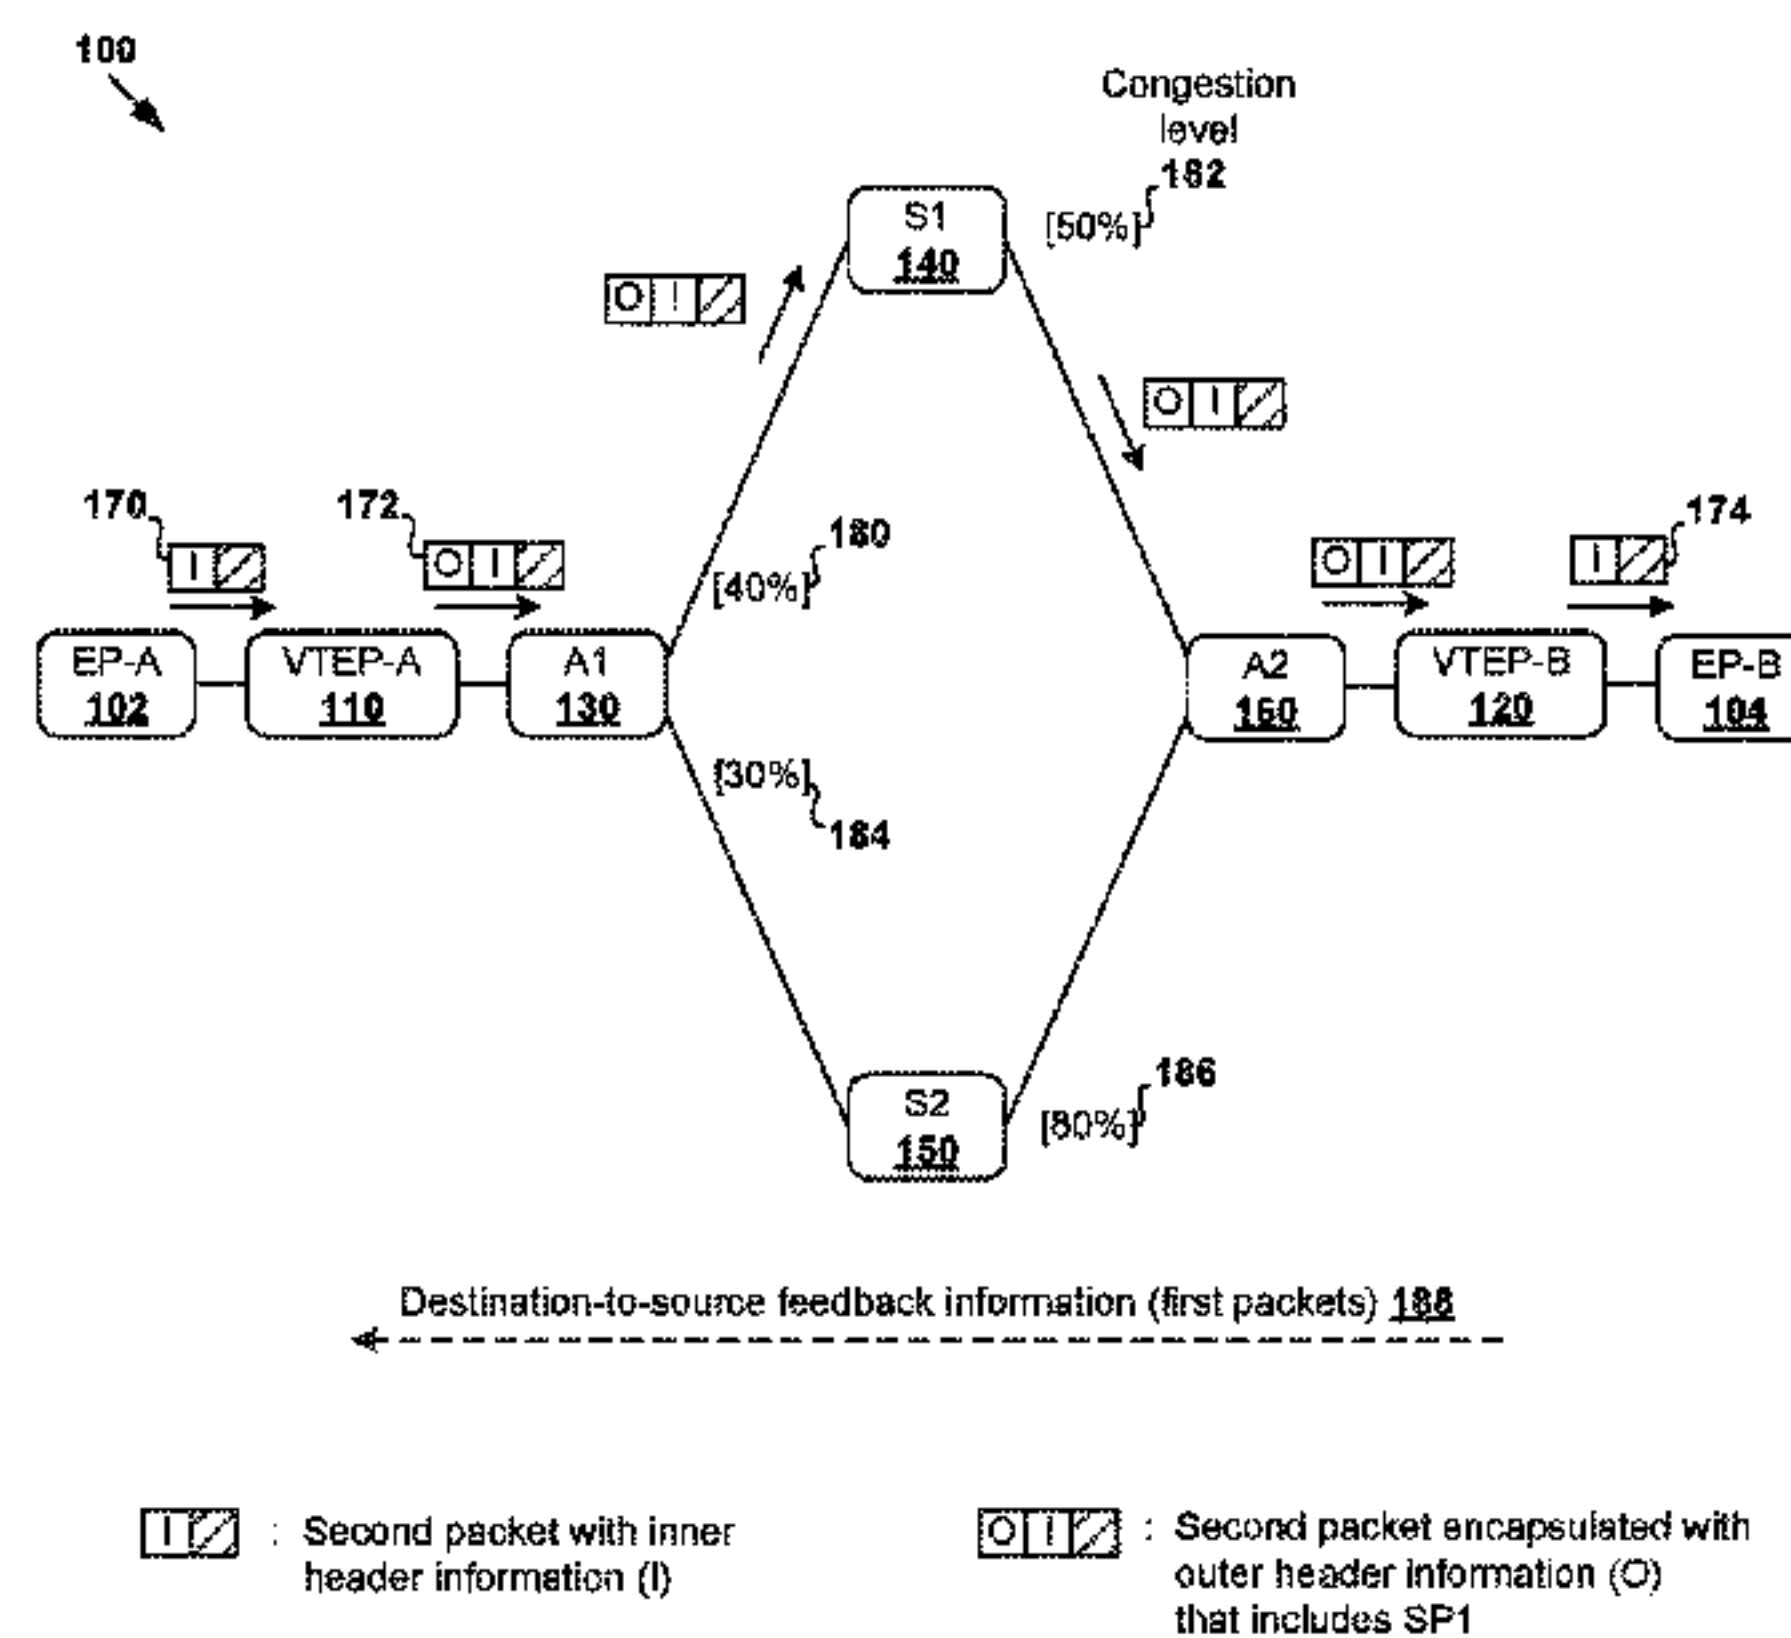 100
Congestion
level
182
[50%]
S1
140
O I
O I
170
172
180
[40%]
174
I
O I
O I
I
EP-A
102
VTEP-A
110
A1
130
A2
160
VTEP-B
120
EP-B
104
[30%]
184
S2
150
186
[80%]
Destination-to-source feedback information (first packets) 188
I : Second packet with inner
header information (I)
O I : Second packet encapsulated with
outer header information (O)
that includes SP1